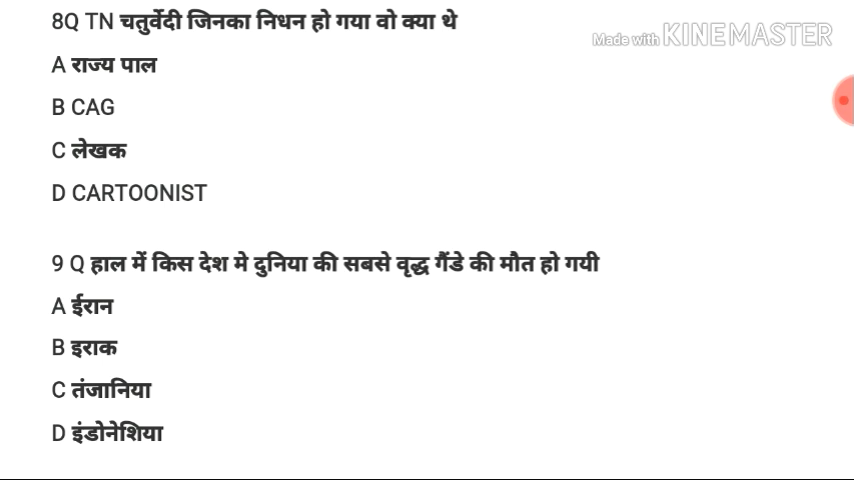 8Q TN चतुर्वेदी जिनका निधन हो गया वो क्या थे
Made with KINEMASTER
A राज्य पाल
B CAG
C लेखक
D CARTOONIST
9 Q हाल में किस देश मे दुनिया की सबसे वृद्ध गैंडे की मौत हो गयी
A ईरान
B इराक
C तंजानिया
D इंडोनेशिया